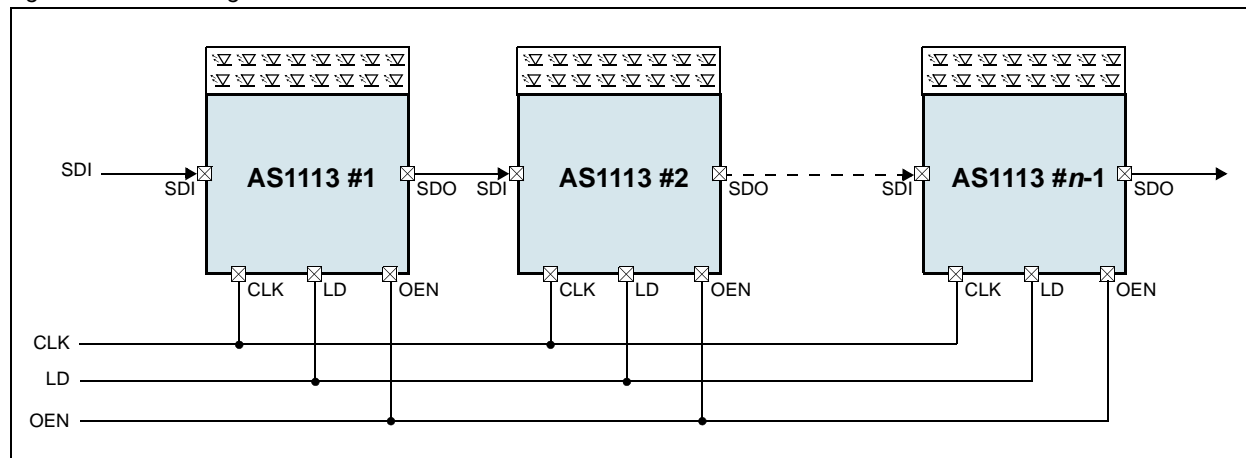 SDI
SDI
AS1113 #1
SDO
SDI
AS1113 #2
SDO
SDI
AS1113 #n-1
SDO
CLK
LD
OEN
CLK
LD
OEN
CLK
LD
OEN
CLK
LD
OEN